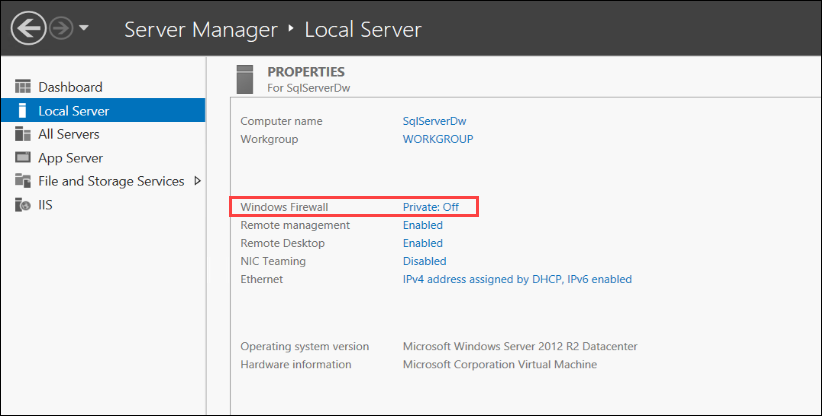 Server Manager ‣ Local Server
Dashboard
Local Server
All Servers
App Server
File and Storage Services
IIS
PROPERTIES
For SqlServerDw
Computer name SqlServerDw
Workgroup WORKGROUP
Windows Firewall Private: Off
Remote management Enabled
Remote Desktop Enabled
NIC Teaming Disabled
Ethernet IPv4 address assigned by DHCP, IPv6 enabled
Operating system version Microsoft Windows Server 2012 R2 Datacenter
Hardware information Microsoft Corporation Virtual Machine